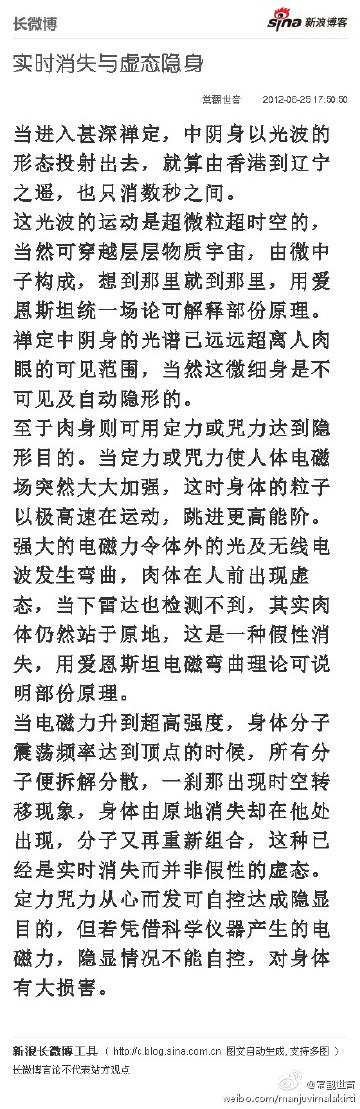 长微博
sina 新浪博客
实时消失与虚态隐身
常翻世音 2012-06-25 17:50:50
当进入甚深禅定，中阴身以光波的
形态投射出去，就算由香港到辽宁
之遥，也只消数秒之间。
这光波的运动是超微粒超时空的，
当然可穿越层层物质宇宙，由微中
子构成，想到那里就到那里，用爱
恩斯坦统一场论可解释部份原理。
禅定中阴身的光谱已远远超离人肉
眼的可见范围，当然这微细身是不
可见及自动隐形的。
至于肉身则可用定力或咒力达到隐
形目的。当定力或咒力使人体电磁
场突然大大加强，这时身体的粒子
以极高速在运动，跳进更高能阶。
强大的电磁力令体外的光及无线电
波发生弯曲，肉体在人前出现虚
态，当下雷达也检测不到，其实肉
体仍然站于原地，这是一种假性消
失，用爱恩斯坦电磁弯曲理论可说
明部份原理。
当电磁力升到超高强度，身体分子
震荡频率达到顶点的时候，所有分
子便拆解分散，一刹那出现时空转
移现象，身体由原地消失却在他处
出现，分子又再重新组合，这种已
经是实时消失而并非假性的虚态。
定力咒力从心而发可自控达成隐显
目的，但若凭借科学仪器产生的电
磁力，隐显情况不能自控，对身体
有大损害。
新浪长微博工具 ( http://c.blog.sina.com.cn 图文自动生成,支持多图 )
长微博言论不代表站方观点
weibo.com/manjuvimalakirti